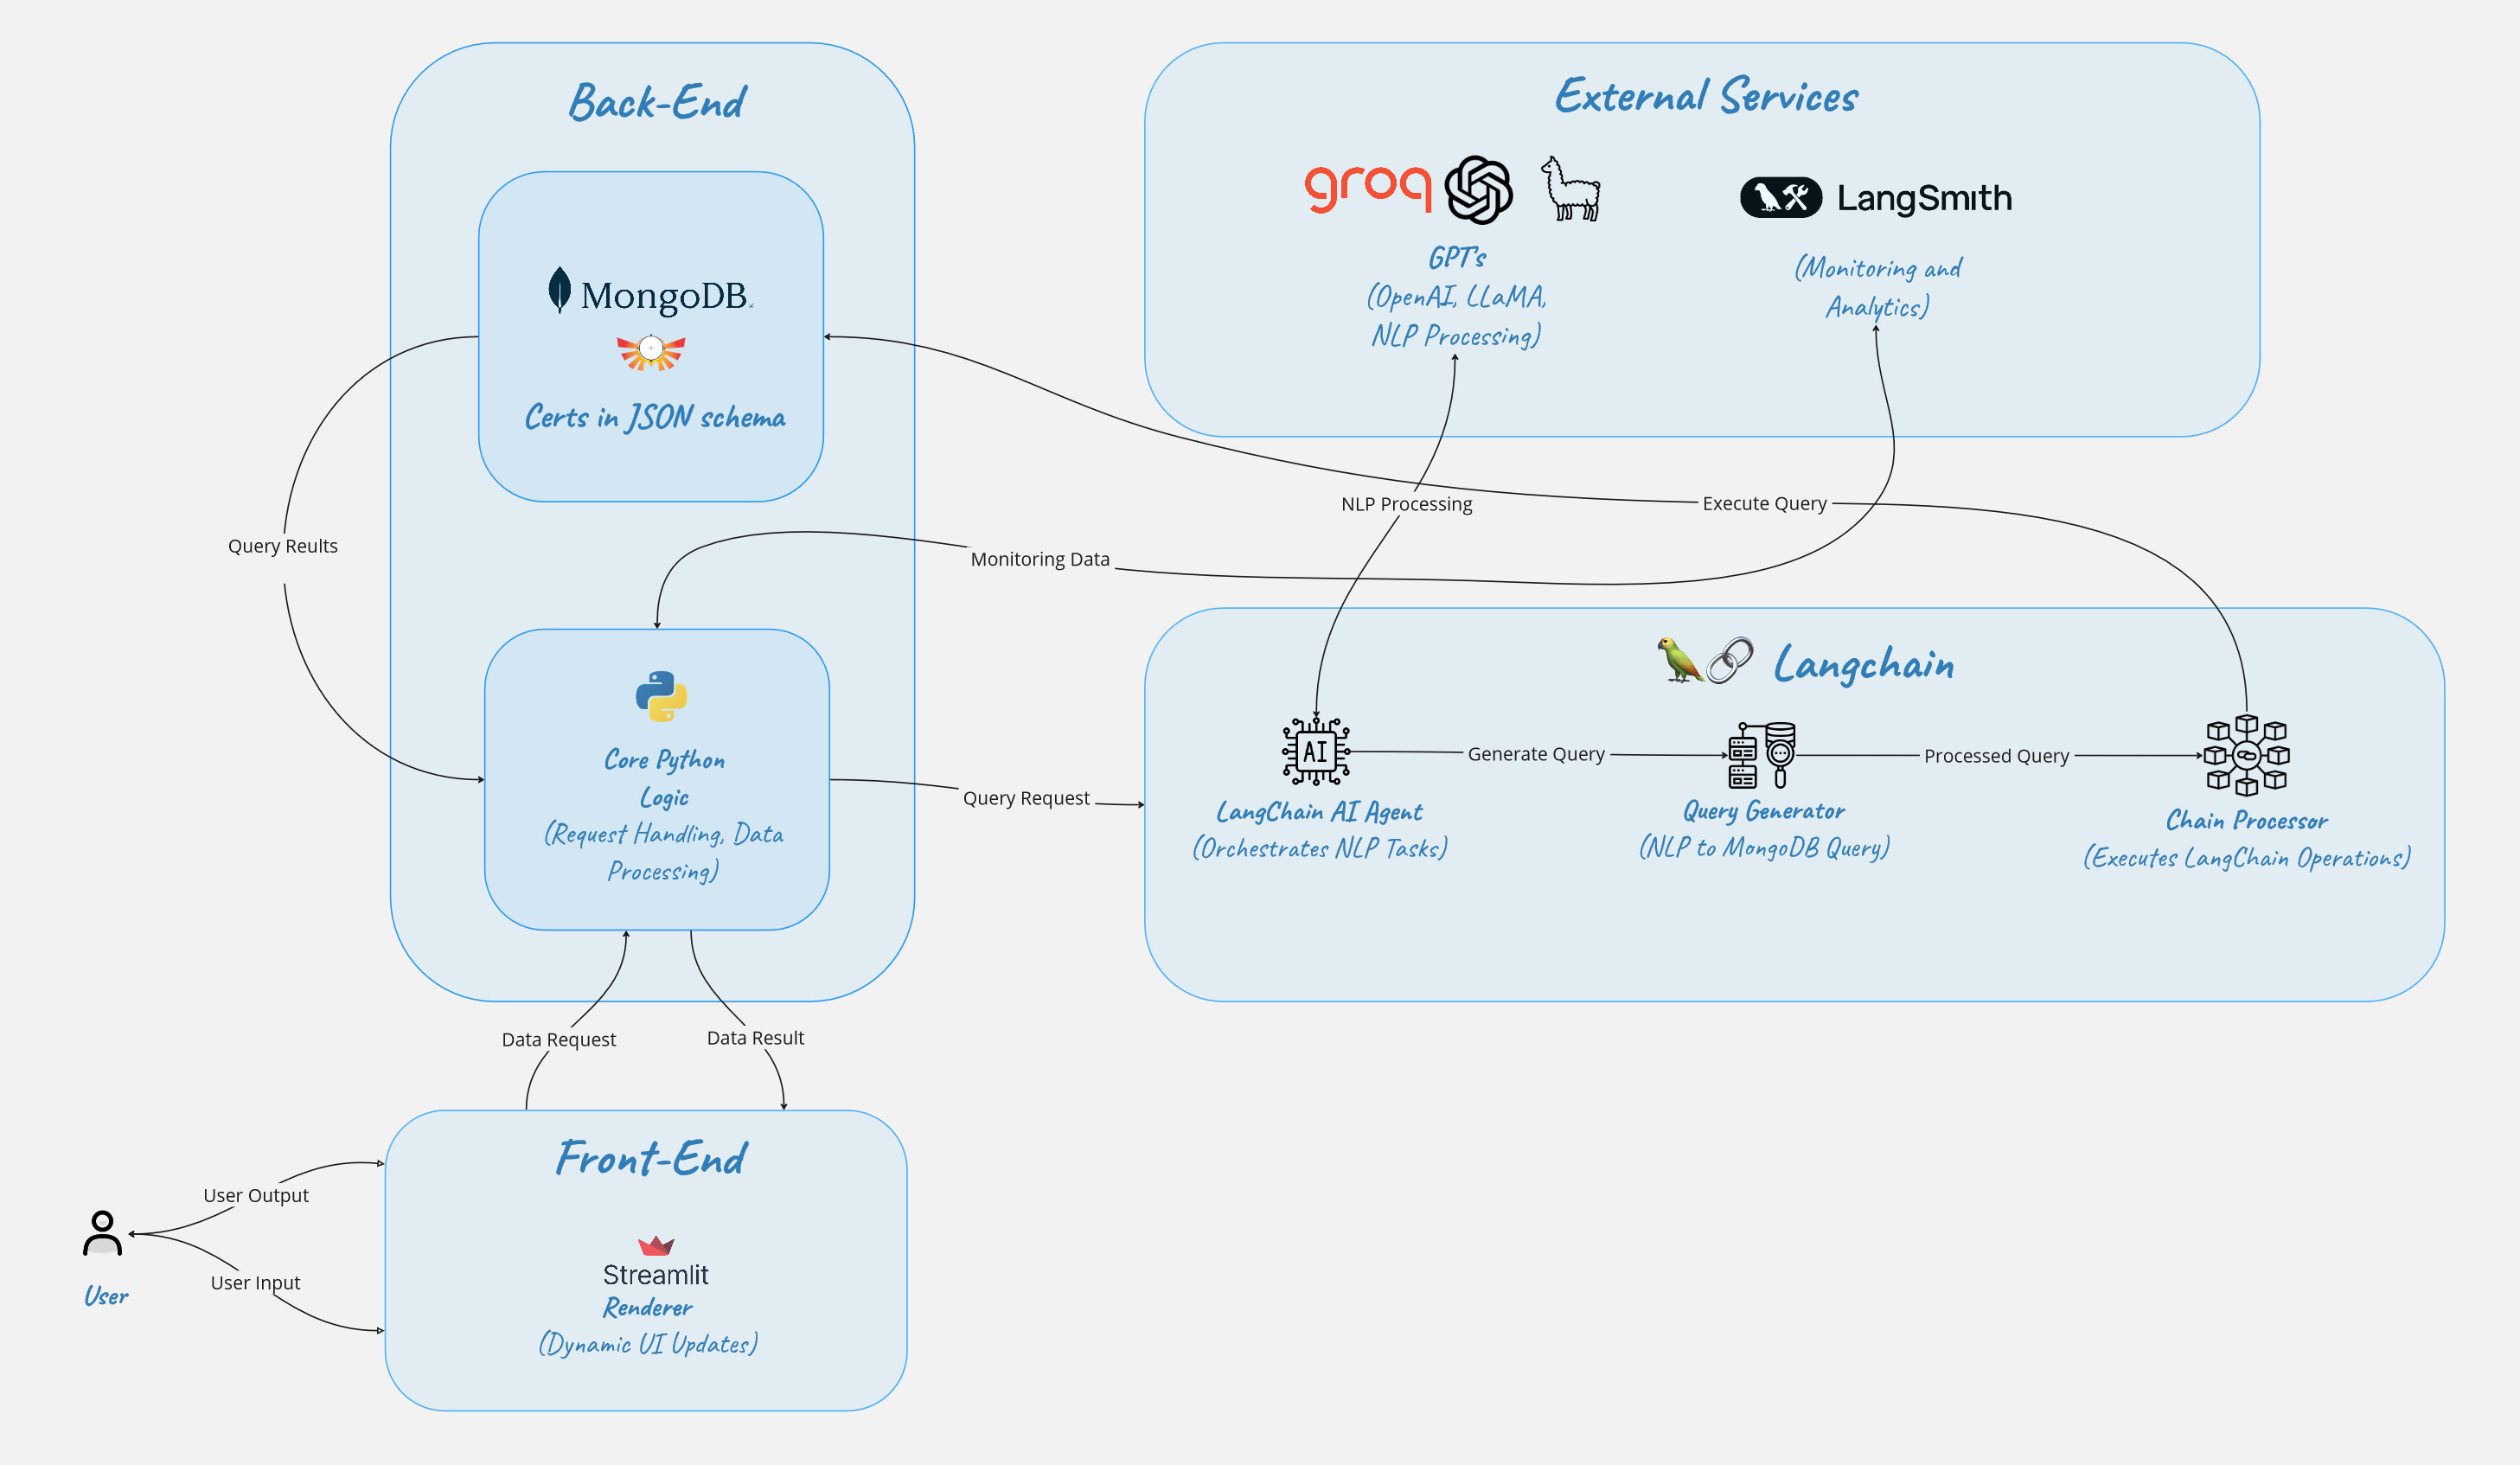 Back-End
MongoDB.
Certs in JSON schema
Query Reults
Core Python
Logic
(Request Handling, Data
Processing)
External Services
groq
GPT's
(OpenAI, LLaMA,
NLP Processing)
LangSmith
(Monitoring and
Analytics)
NLP Processing
Execute Query
Monitoring Data
Query Request
Langchain
AI
LangChain AI Agent
(Orchestrates NLP Tasks)
Generate Query
Query Generator
(NLP to MongoDB Query)
Processed Query
Chain Processor
(Executes LangChain Operations)
Data Request
Data Result
Front-End
Streamlit
Renderer
(Dynamic UI Updates)
User Output
User Input
User